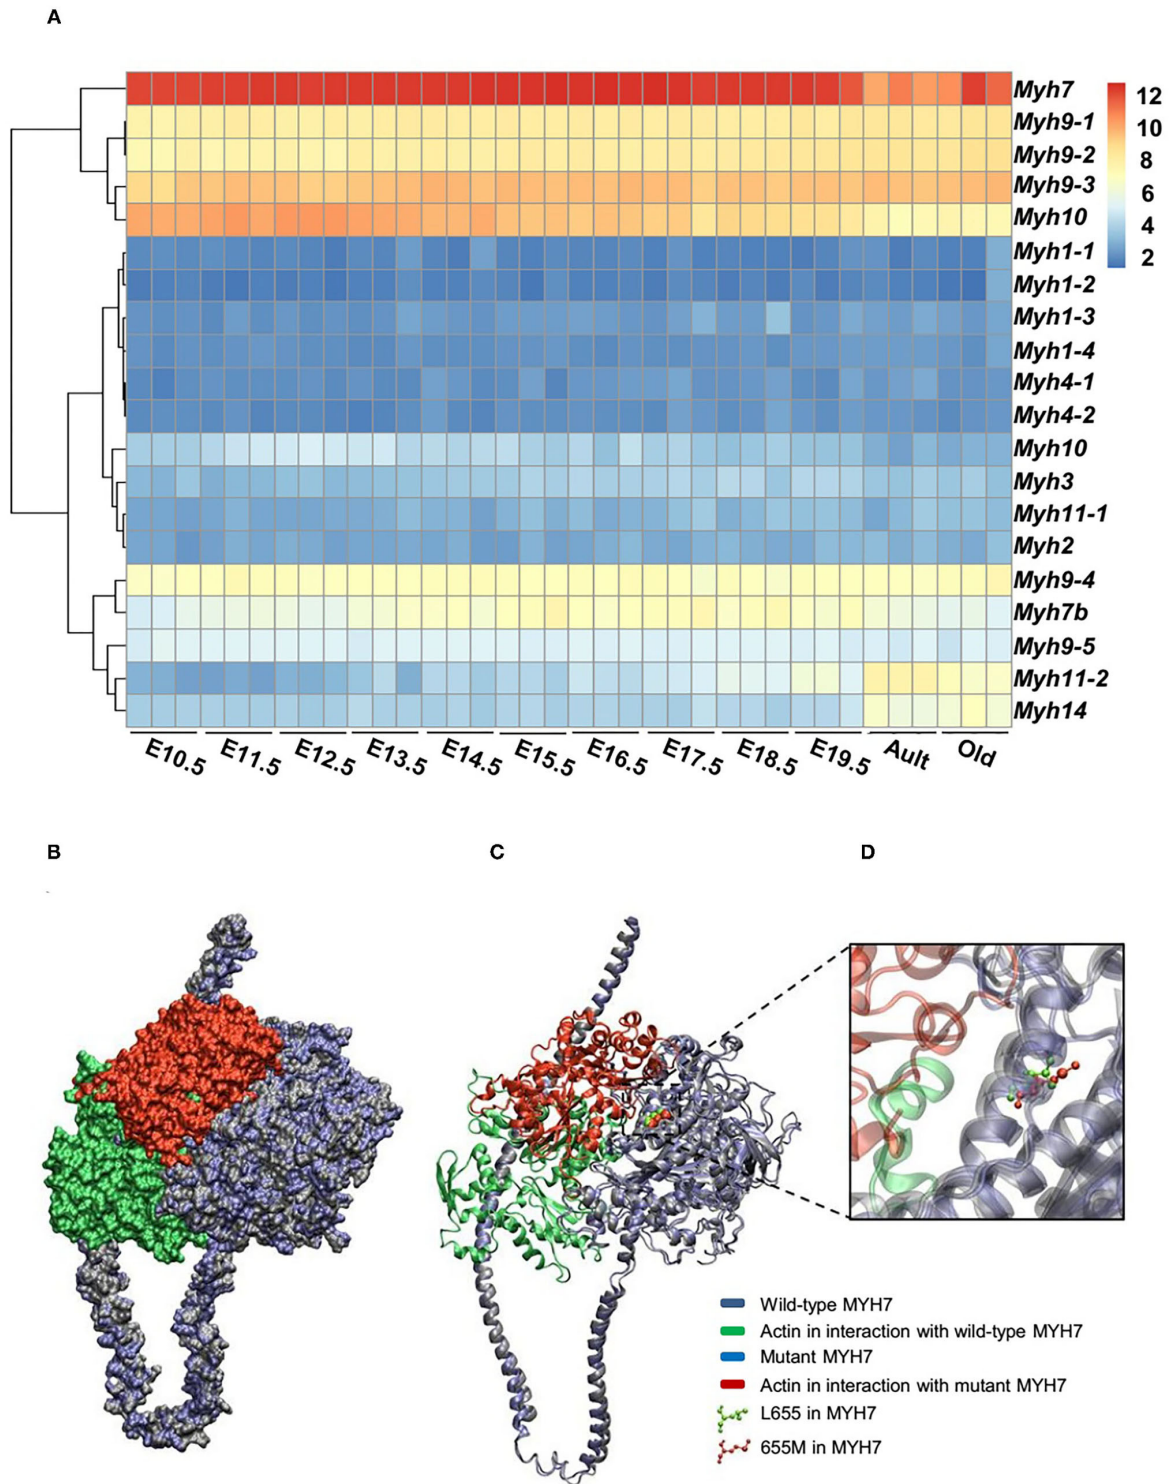 A
Myh7
Myh9-1
Myh9-2
Myh9-3
Myh10
Myh1-1
Myh1-2
Myh1-3
Myh1-4
Myh4-1
Myh4-2
Myh10
Myh3
Myh11-1
Myh2
Myh9-4
Myh7b
Myh9-5
Myh11-2
Myh14
12
10
8
6
4
2
E10.5 E11.5 E12.5 E13.5 E14.5 E15.5 E16.5 E17.5 E18.5 E19.5 Ault Old
B
C
D
Wild-type MYH7
Actin in interaction with wild-type MYH7
Mutant MYH7
Actin in interaction with mutant MYH7
L655 in MYH7
655M in MYH7